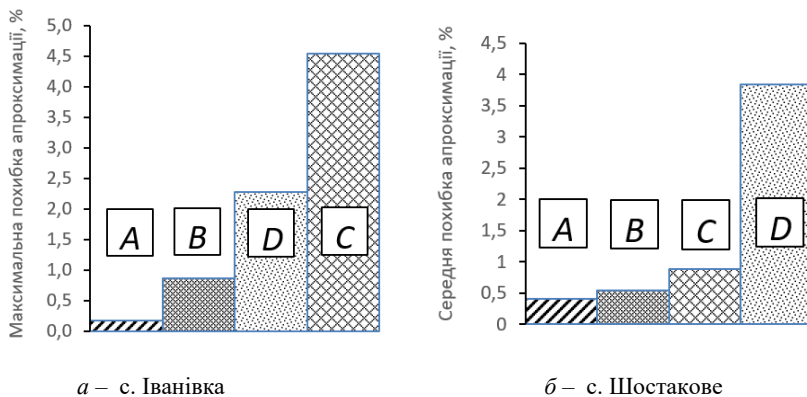 Максимальна похибка апроксимації, %
5,0
4,5
4,0
3,5
3,0
2,5
2,0
1,5
1,0
0,5
0,0
A
B
D
C
а – с. Іванівка
Середня похибка апроксимації, %
4,5
4
3,5
3
2,5
2
1,5
1
0,5
0
A
B
C
D
б – с. Шостакове